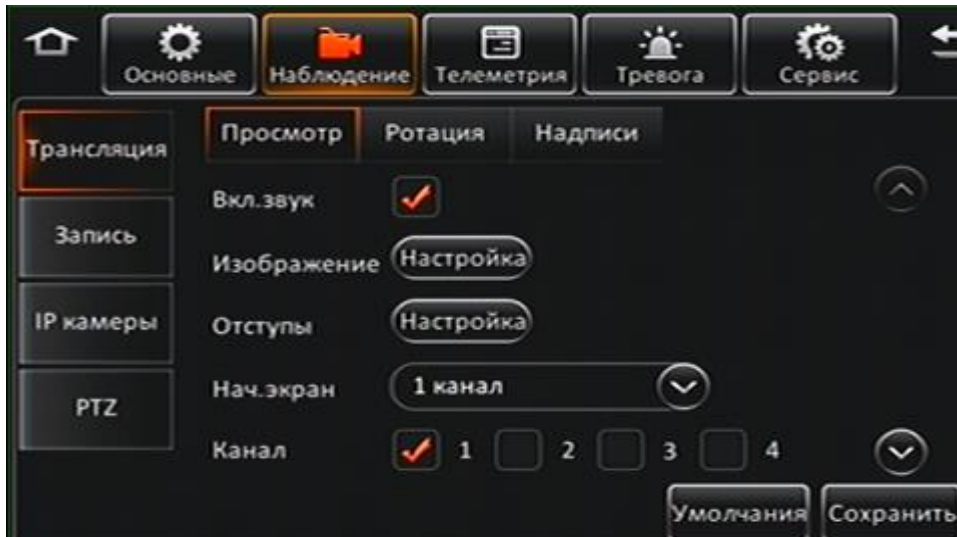 Основные Наблюдение Телеметрия Тревога Сервис
Трансляция
Запись
IP камеры
PTZ
Просмотр Ротация Надписи
Вкл.звук
Изображение Настройка
Отступы Настройка
Нач.экран 1 канал
Канал 1 2 3 4
Умолчания Сохранить